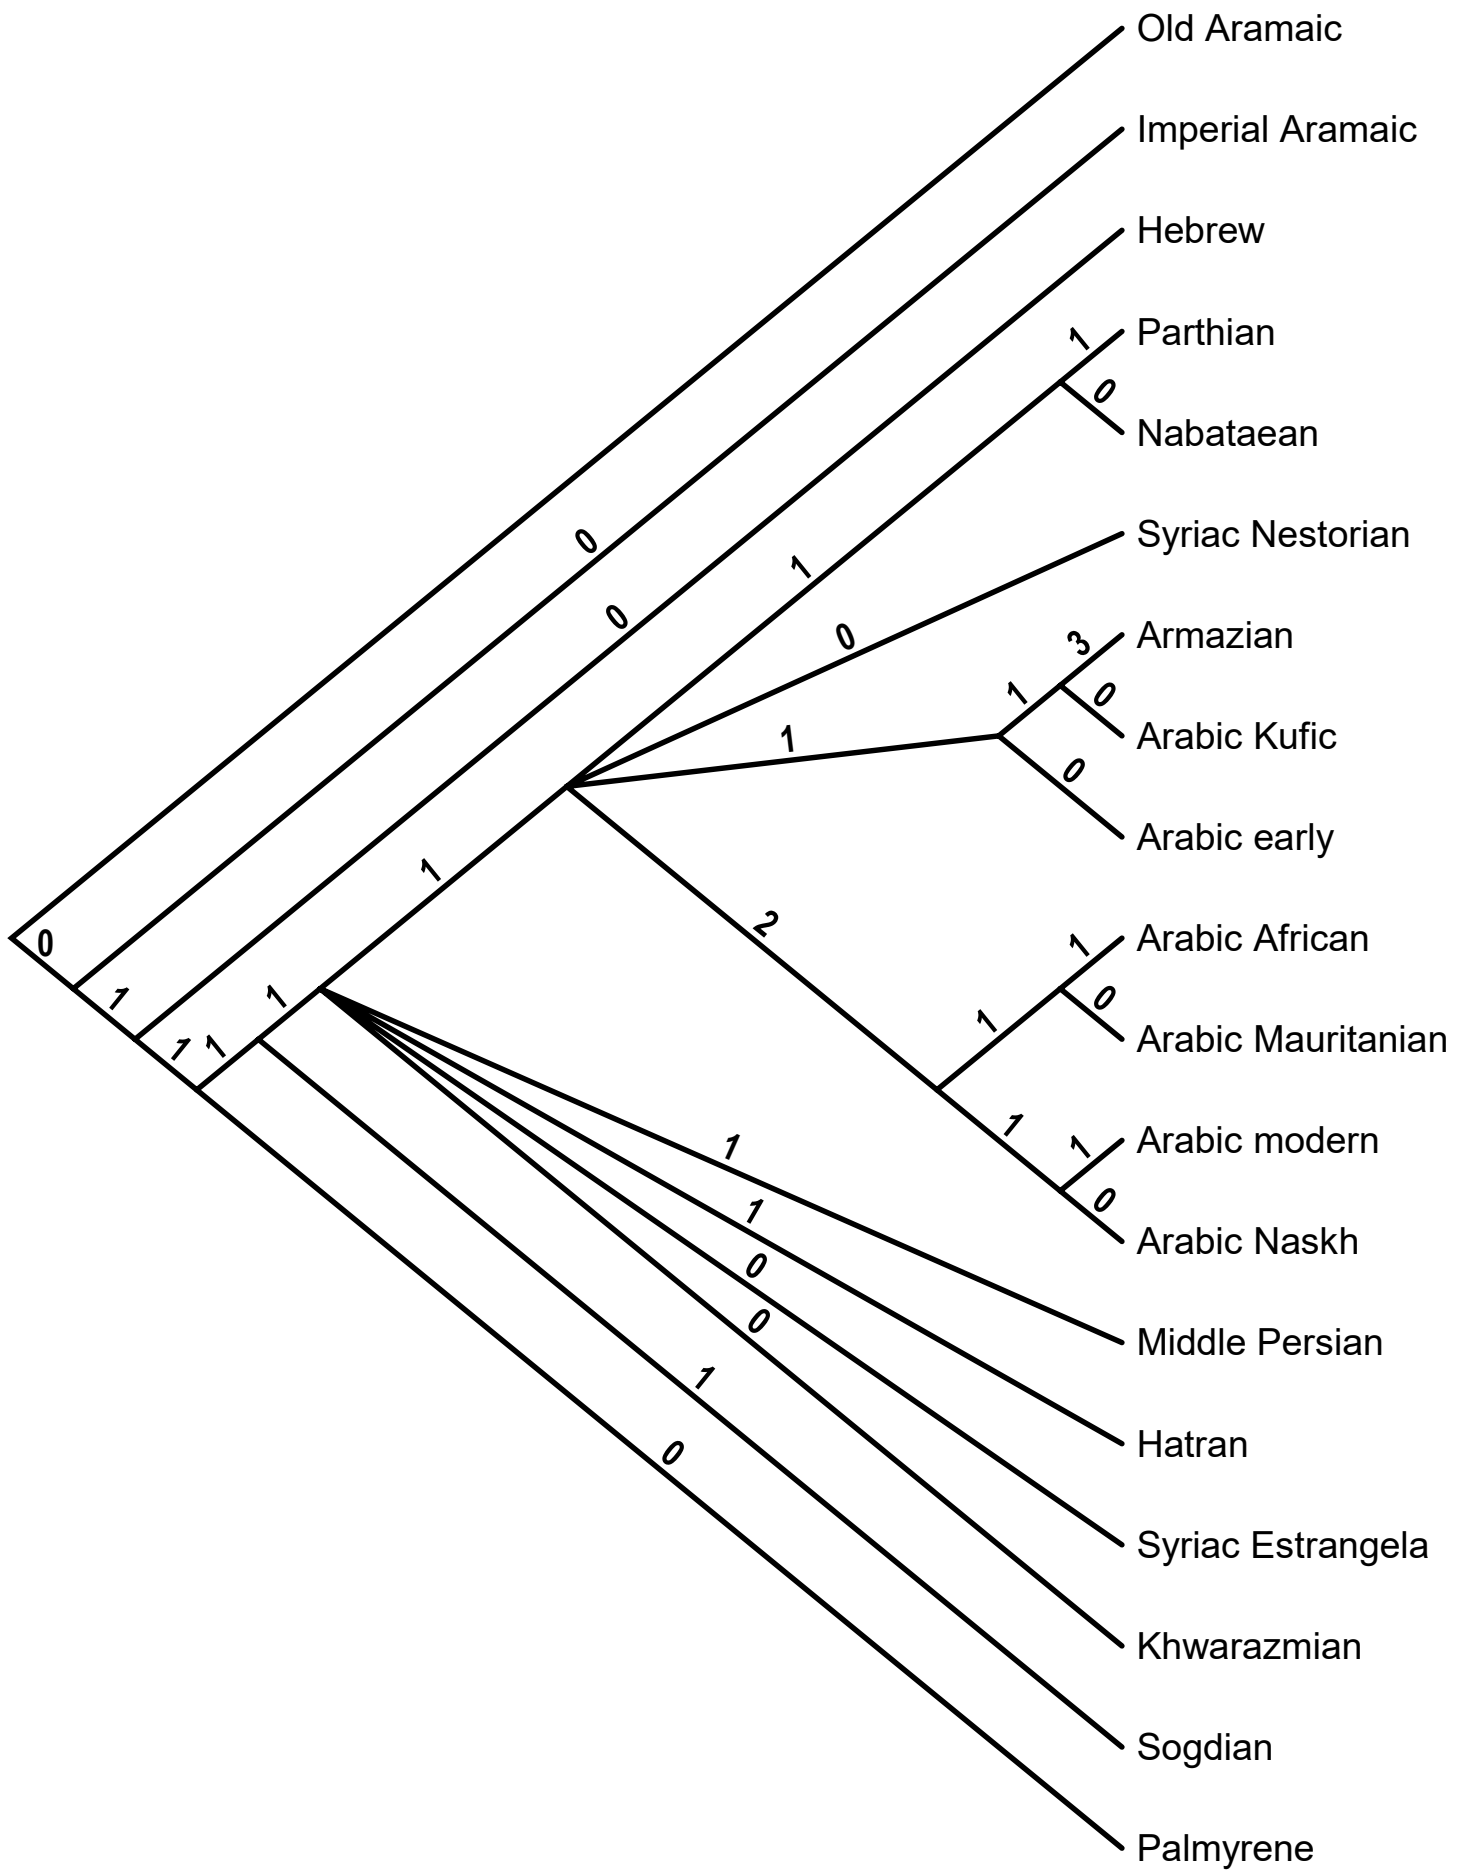 Old Aramaic
Imperial Aramaic
Hebrew
1
Parthian
0
Nabataean
0
Syriac Nestorian
1
0
0
3
Armazian
1
0
Arabic Kufic
1
0
Arabic early
1
2
1
Arabic African
0
1
0
1
1
Arabic Mauritanian
1
1
0
1
1
Arabic modern
1
0
Arabic Naskh
1
0
0
Middle Persian
1
Hatran
0
Syriac Estrangela
Khwarazmian
Sogdian
Palmyrene